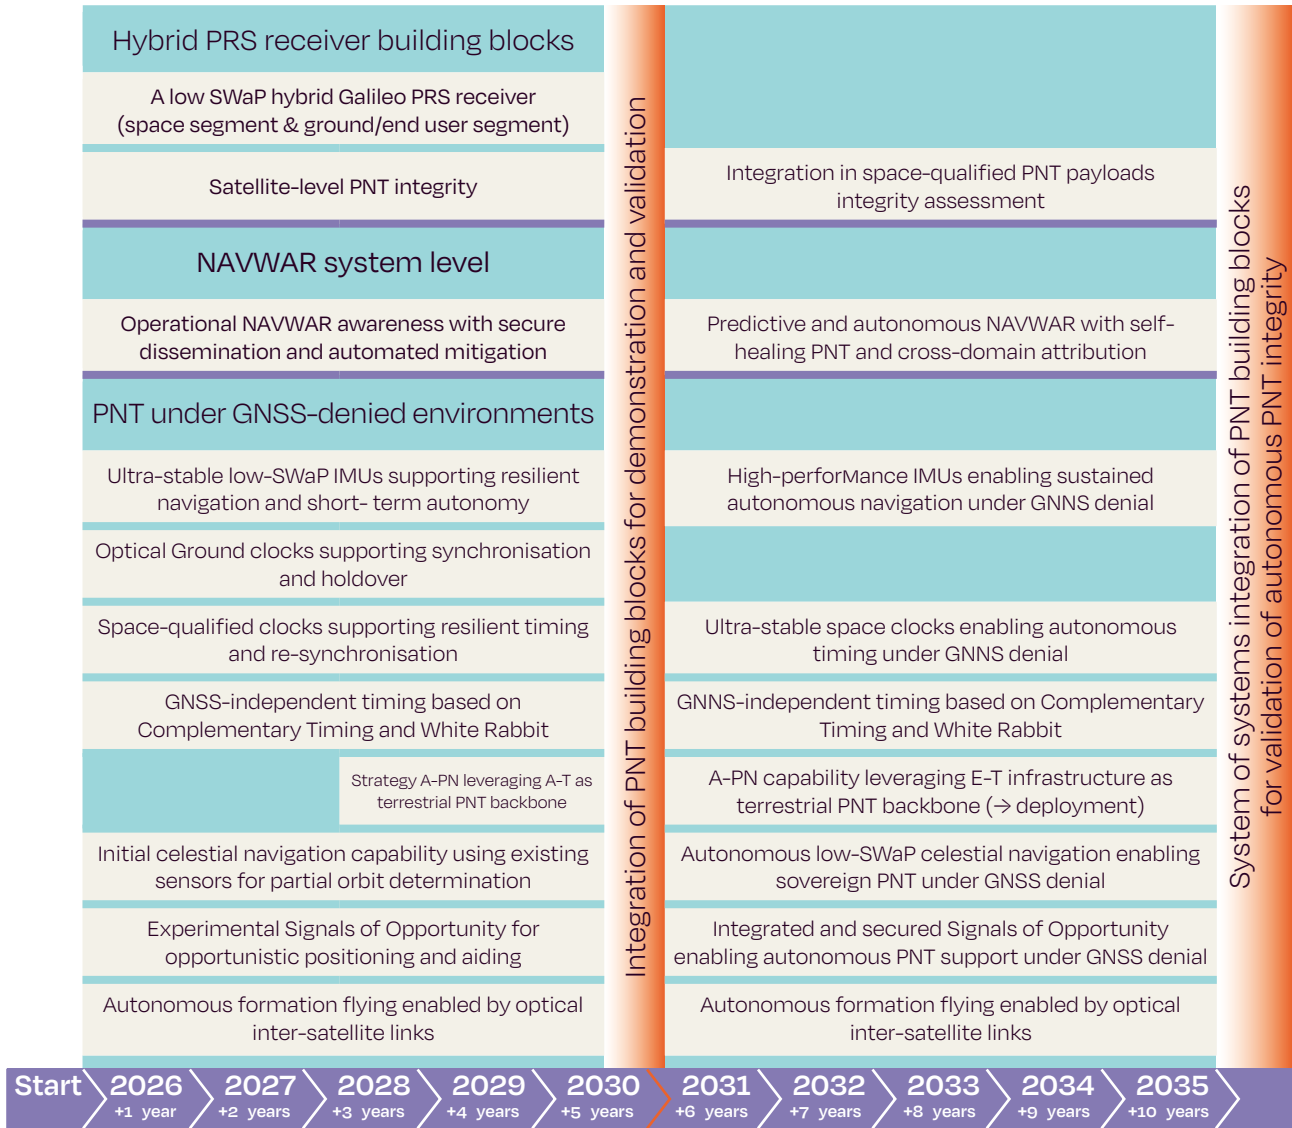 Hybrid PRS receiver building blocks
A low SWaP hybrid Galileo PRS receiver
(space segment & ground/end user segment)
Satellite-level PNT integrity
Integration in space-qualified PNT payloads
integrity assessment
NAVWAR system level
Operational NAVWAR awareness with secure
dissemination and automated mitigation
Predictive and autonomous NAVWAR with self-
healing PNT and cross-domain attribution
PNT under GNSS-denied environments
Ultra-stable low-SWaP IMUs supporting resilient
navigation and short- term autonomy
High-perforMance IMUs enabling sustained
autonomous navigation under GNNS denial
Optical Ground clocks supporting synchronisation
and holdover
Space-qualified clocks supporting resilient timing
and re-synchronisation
Ultra-stable space clocks enabling autonomous
timing under GNNS denial
GNSS-independent timing based on
Complementary Timing and White Rabbit
GNNS-independent timing based on Complementary
Timing and White Rabbit
Strategy A-PN leveraging A-T as
terrestrial PNT backbone
A-PN capability leveraging E-T infrastructure as
terrestrial PNT backbone (→ deployment)
Initial celestial navigation capability using existing
sensors for partial orbit determination
Autonomous low-SWaP celestial navigation enabling
sovereign PNT under GNSS denial
Experimental Signals of Opportunity for
opportunistic positioning and aiding
Integrated and secured Signals of Opportunity
enabling autonomous PNT support under GNSS denial
Autonomous formation flying enabled by optical
inter-satellite links
Autonomous formation flying enabled by optical
inter-satellite links
Integration of PNT building blocks for demonstration and validation
System of systems integration of PNT building blocks
for validation of autonomous PNT integrity
Start 2026 2027 2028 2029 2030 2031 2032 2033 2034 2035
+1 year +2 years +3 years +4 years +5 years +6 years +7 years +8 years +9 years +10 years